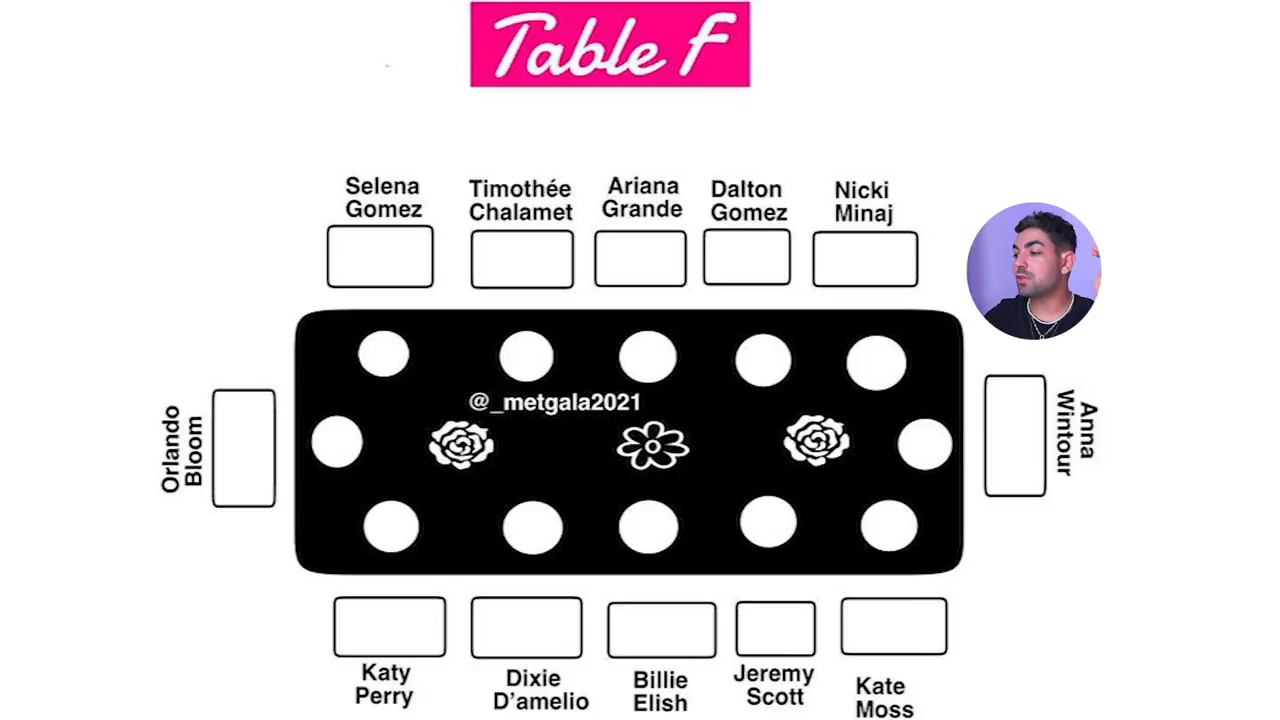 Table F
Selena
Gomez
Timothée
Chalamet
Ariana
Grande
Dalton
Gomez
Nicki
Minaj
@_metgala2021
Orlando
Bloom
Anna
Wintour
Katy
Perry
Dixie
D’amelio
Billie
Elish
Jeremy
Scott
Kate
Moss